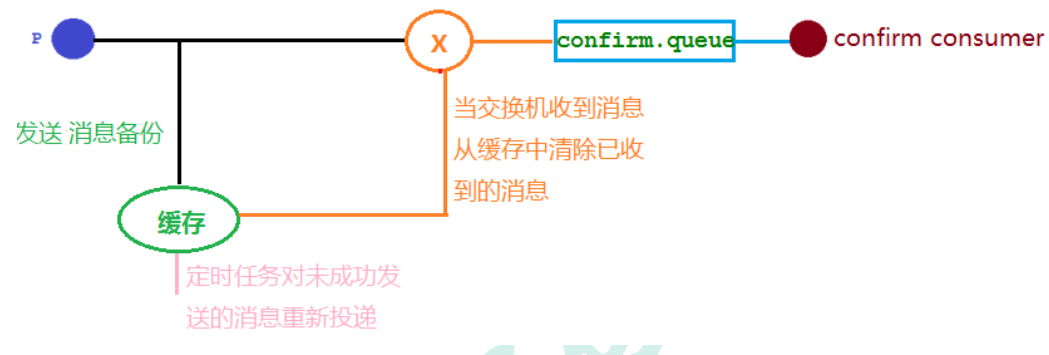 P
X
confirm.queue
confirm consumer
发送 消息备份
当交换机收到消息
从缓存中清除已收
到的消息
缓存
定时任务对未成功发
送的消息重新投递